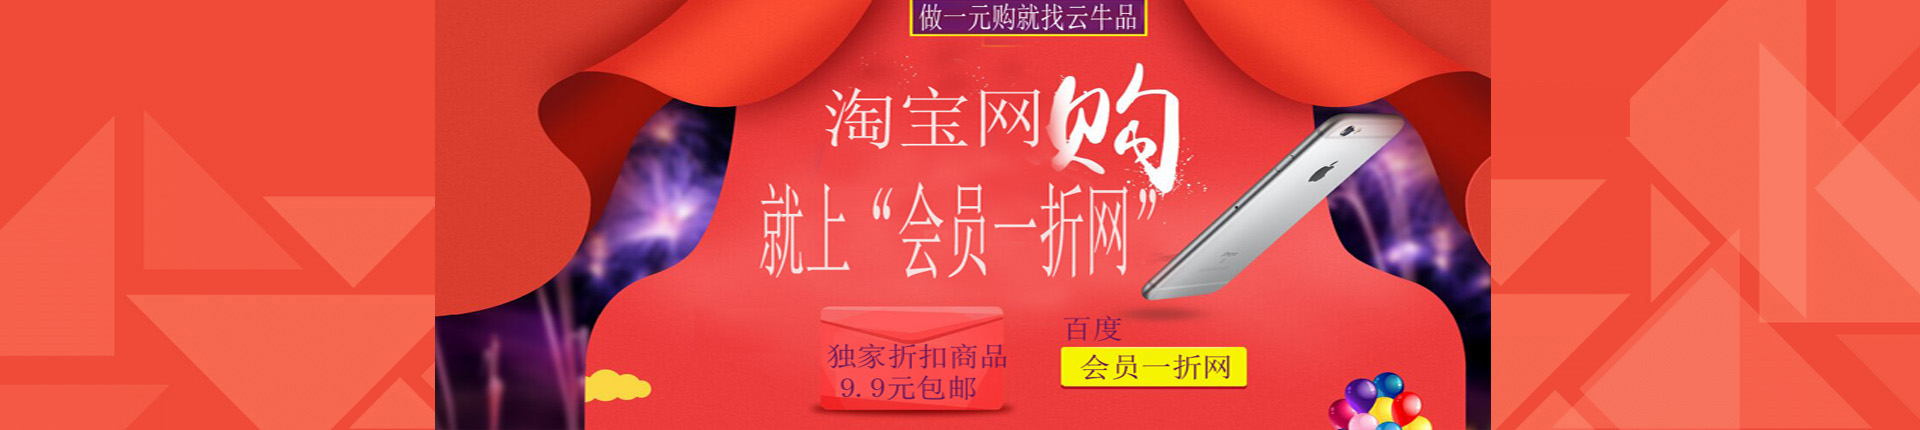 做一元购就找云牛品
淘宝网购
就上“会员一折网”
独家折扣商品
9.9元包邮
百度
会员一折网